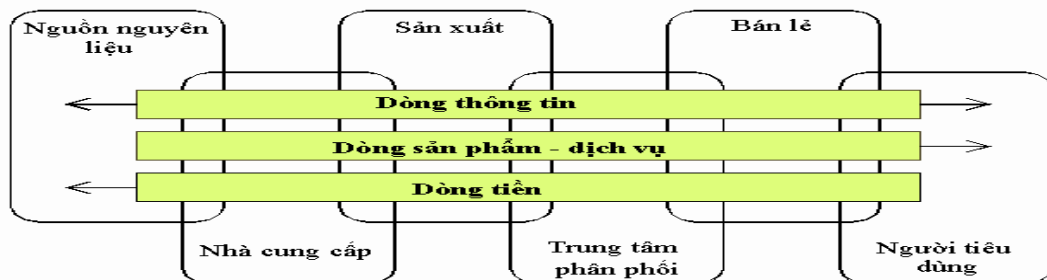 Nguồn nguyên
liệu
Sản xuất
Bán lẻ
Dòng thông tin
Dòng sản phẩm - dịch vụ
Dòng tiền
Nhà cung cấp
Trung tâm
phân phối
Người tiêu
dùng